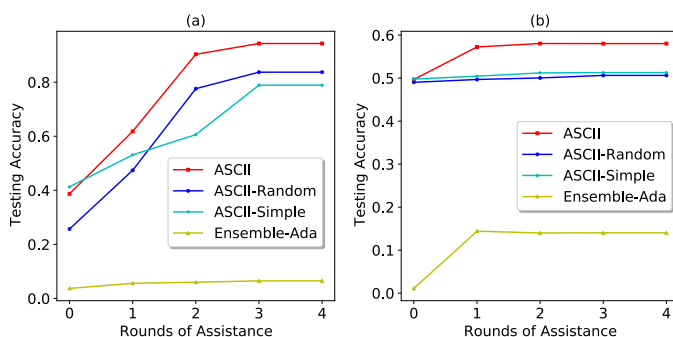 (a)
Testing Accuracy
0.8
0.6
0.4
0.2
0.0
ASCII
ASCII-Random
ASCII-Simple
Ensemble-Ada
0 1 2 3 4
Rounds of Assistance
(b)
Testing Accuracy
0.6
0.5
0.4
0.3
0.2
0.1
0.0
ASCII
ASCII-Random
ASCII-Simple
Ensemble-Ada
0 1 2 3 4
Rounds of Assistance